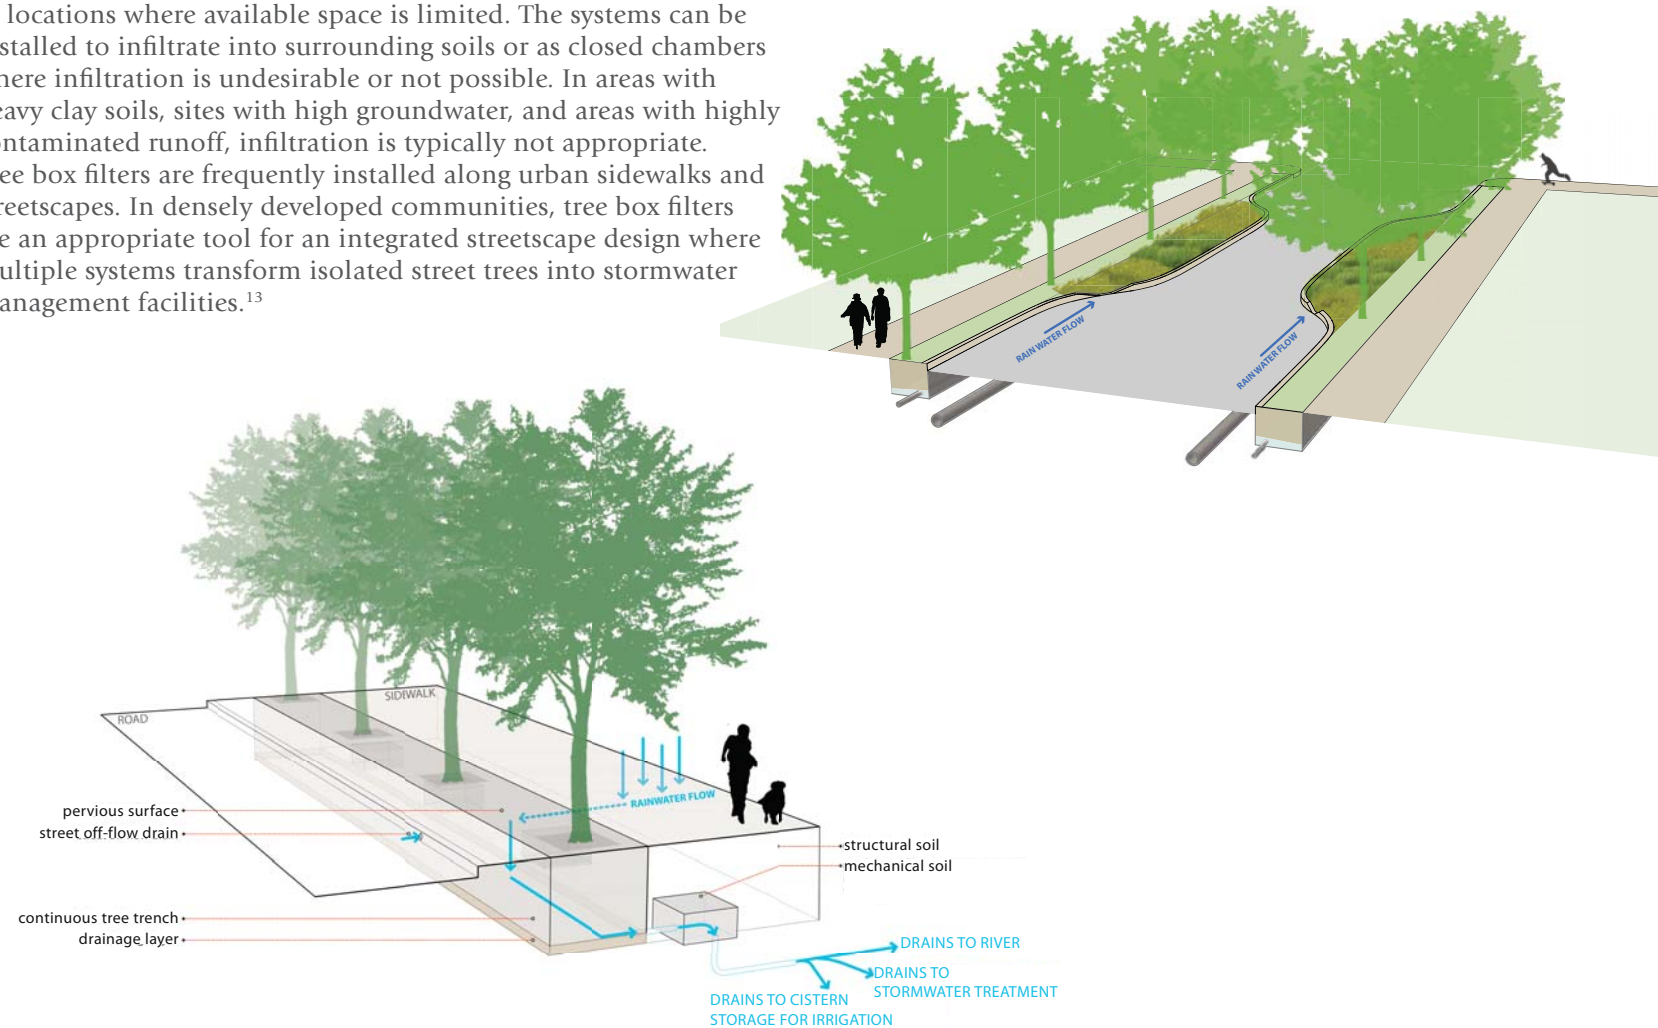 locations where available space is limited. The systems can be
stalled to infiltrate into surrounding soils or as closed chambers
here infiltration is undesirable or not possible. In areas with
eavy clay soils, sites with high groundwater, and areas with highly
ontaminated runoff, infiltration is typically not appropriate.
ee box filters are frequently installed along urban sidewalks and
reetscapes. In densely developed communities, tree box filters
e an appropriate tool for an integrated streetscape design where
ultiple systems transform isolated street trees into stormwater
anagement facilities.13
RAIN WATER FLOW
RAIN WATER FLOW
SIDEWALK
ROAD
RAINWATER FLOW
pervious surface
street off-flow drain
structural soil
mechanical soil
continuous tree trench
drainage layer
DRAINS TO RIVER
DRAINS TO
STORMWATER TREATMENT
DRAINS TO CISTERN
STORAGE FOR IRRIGATION